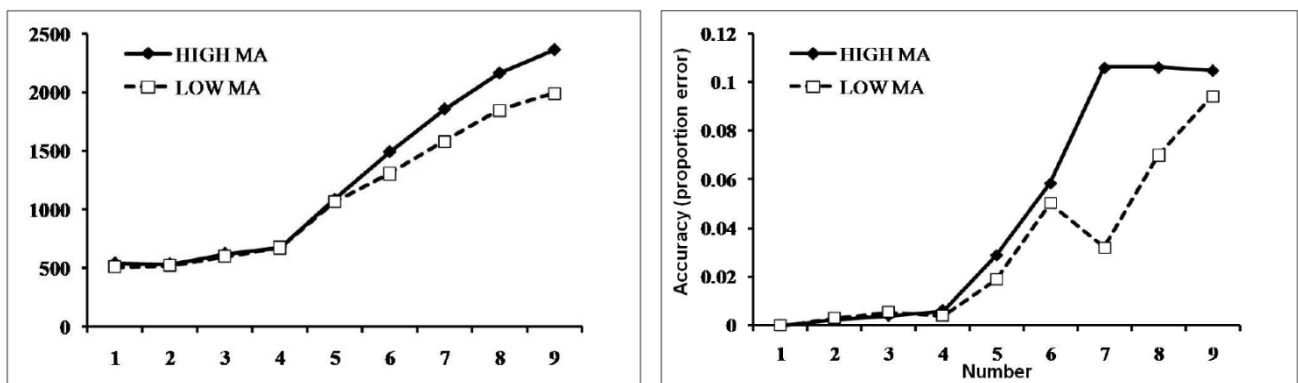 2500
2000
1500
1000
500
0
HIGH MA
LOW MA
1 2 3 4 5 6 7 8 9
Accuracy (proportion error)
0.12
0.1
0.08
0.06
0.04
0.02
0
HIGH MA
LOW MA
1 2 3 4 5 6 7 8 9
Number